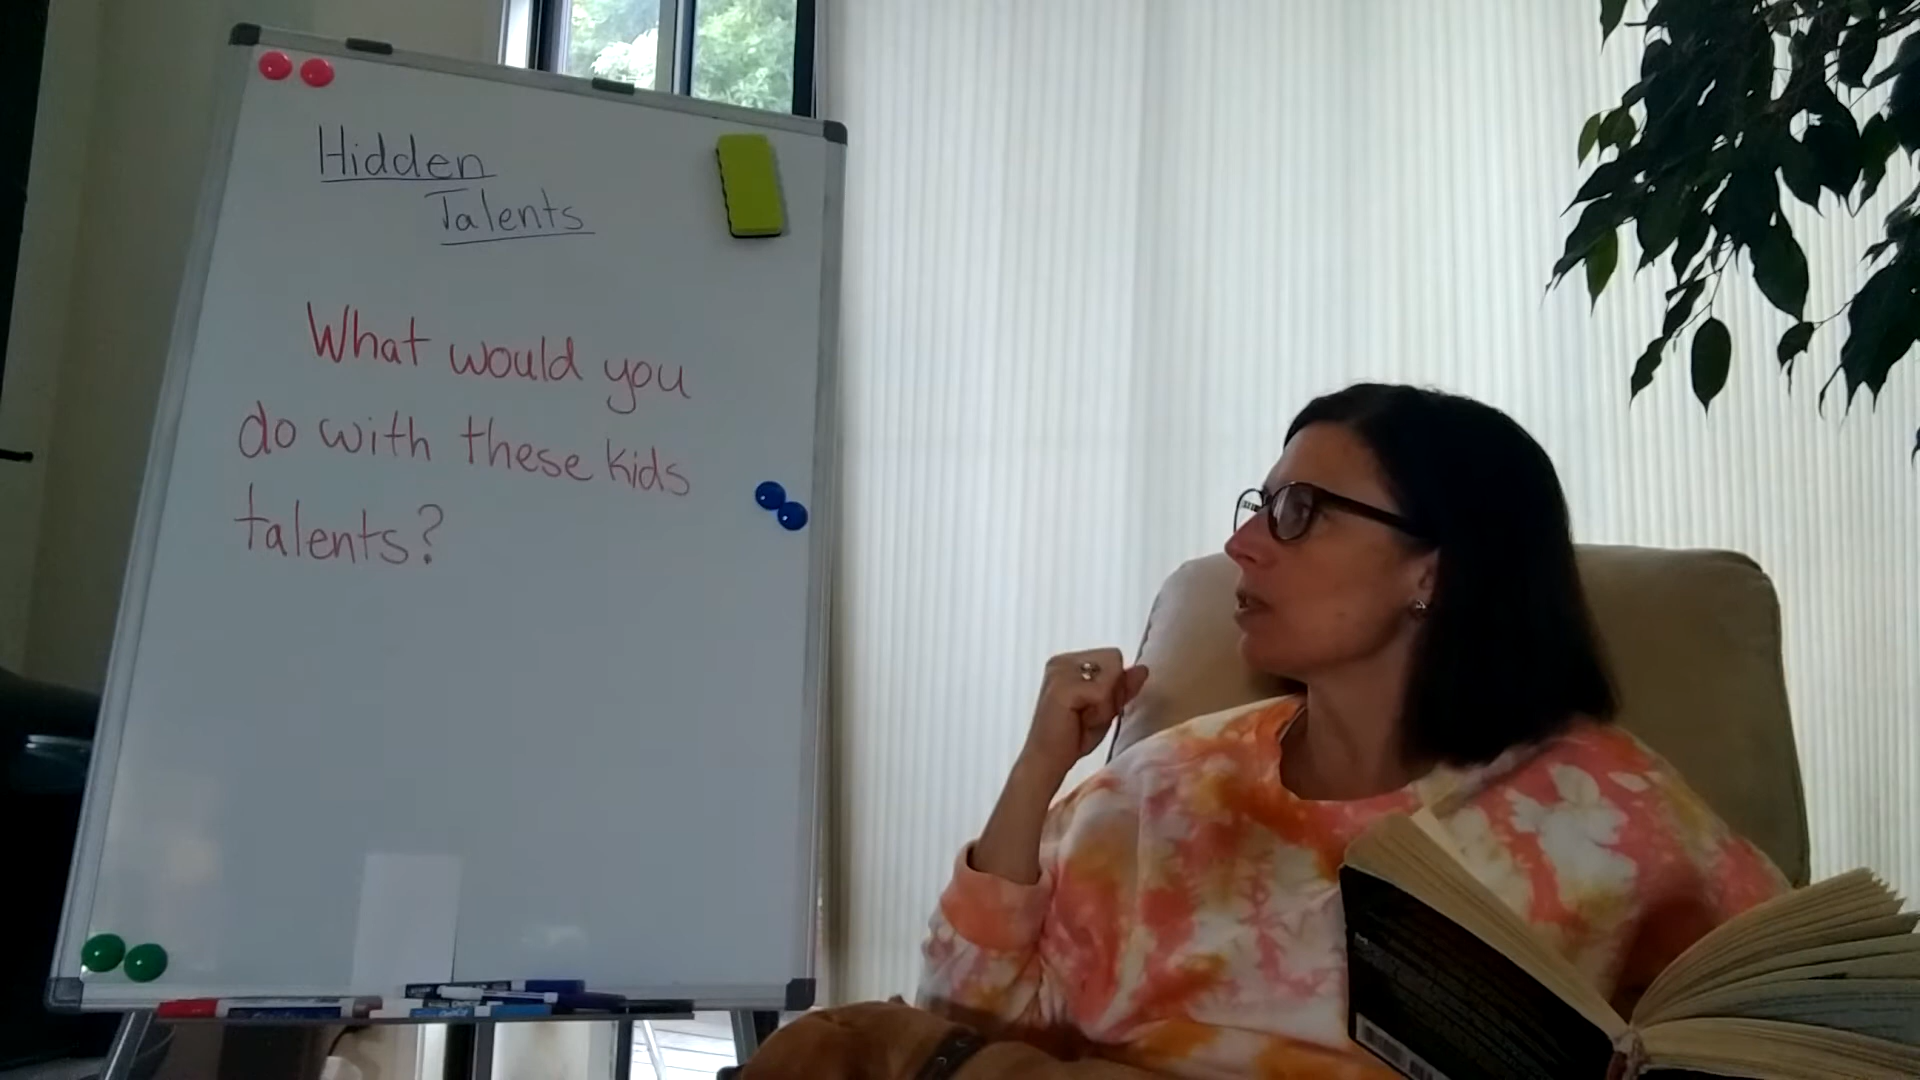 Hidden
Talents
What would you
do with these kids
talents?